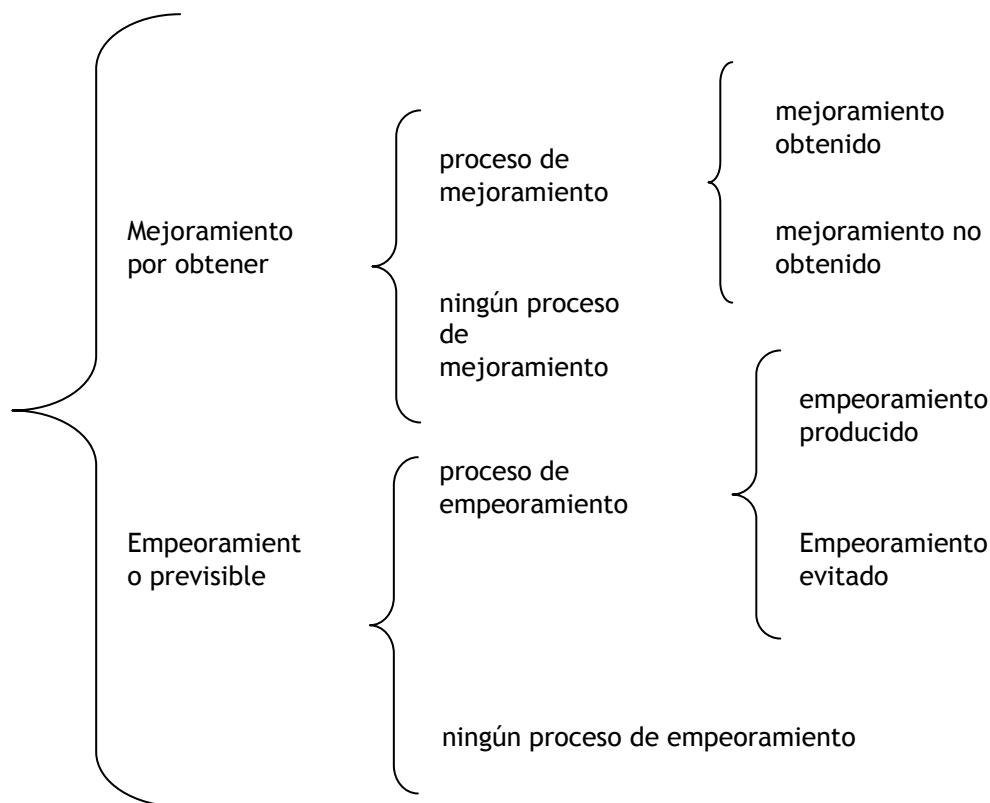 Mejoramiento
por obtener
proceso de
mejoramiento
mejoramiento
obtenido
mejoramiento no
obtenido
ningún proceso
de
mejoramiento
Empeoramient
o previsible
proceso de
empeoramiento
empeoramiento
producido
Empeoramiento
evitado
ningún proceso de empeoramiento